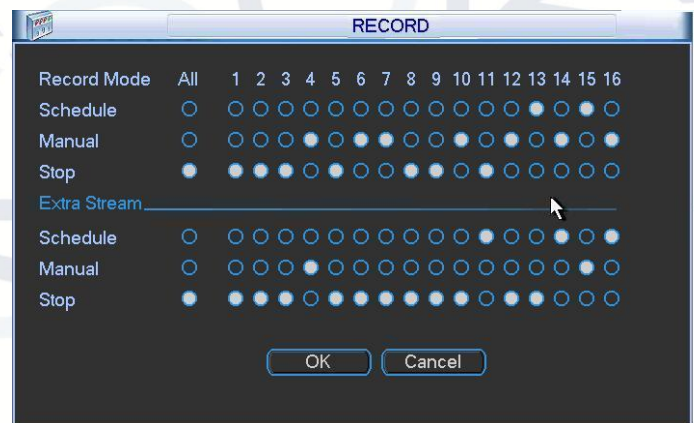 RECORD
Record Mode All 1 2 3 4 5 6 7 8 9 10 11 12 13 14 15 16
Schedule
Manual
Stop
Extra Stream
Schedule
Manual
Stop
OK Cancel